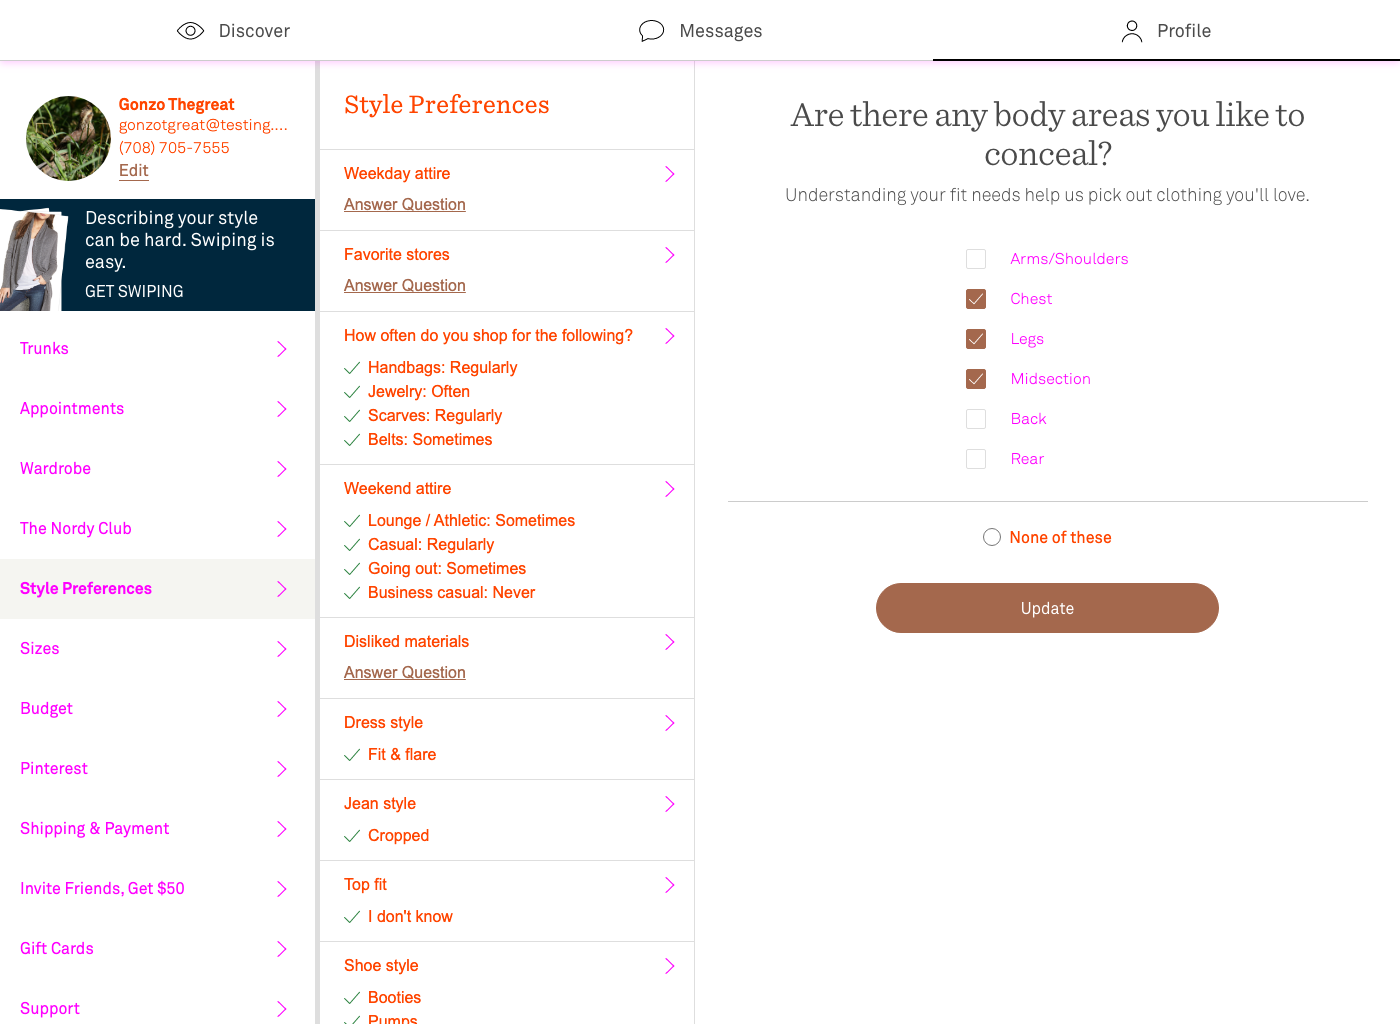 Discover
Messages
Profile
Gonzo Thegreat
gonzotgreat@testing....
(708) 705-7555
Edit
Describing your style
can be hard. Swiping is
easy.
GET SWIPING
Trunks
Appointments
Wardrobe
The Nordy Club
Style Preferences
Sizes
Budget
Pinterest
Shipping & Payment
Invite Friends, Get $50
Gift Cards
Support
Style Preferences
Weekday attire
Answer Question
Favorite stores
Answer Question
How often do you shop for the following?
Handbags: Regularly
Jewelry: Often
Scarves: Regularly
Belts: Sometimes
Weekend attire
Lounge / Athletic: Sometimes
Casual: Regularly
Going out: Sometimes
Business casual: Never
Disliked materials
Answer Question
Dress style
Fit & flare
Jean style
Cropped
Top fit
I don't know
Shoe style
Booties
Pumps
Are there any body areas you like to
conceal?
Understanding your fit needs help us pick out clothing you'll love.
Arms/Shoulders
Chest
Legs
Midsection
Back
Rear
None of these
Update